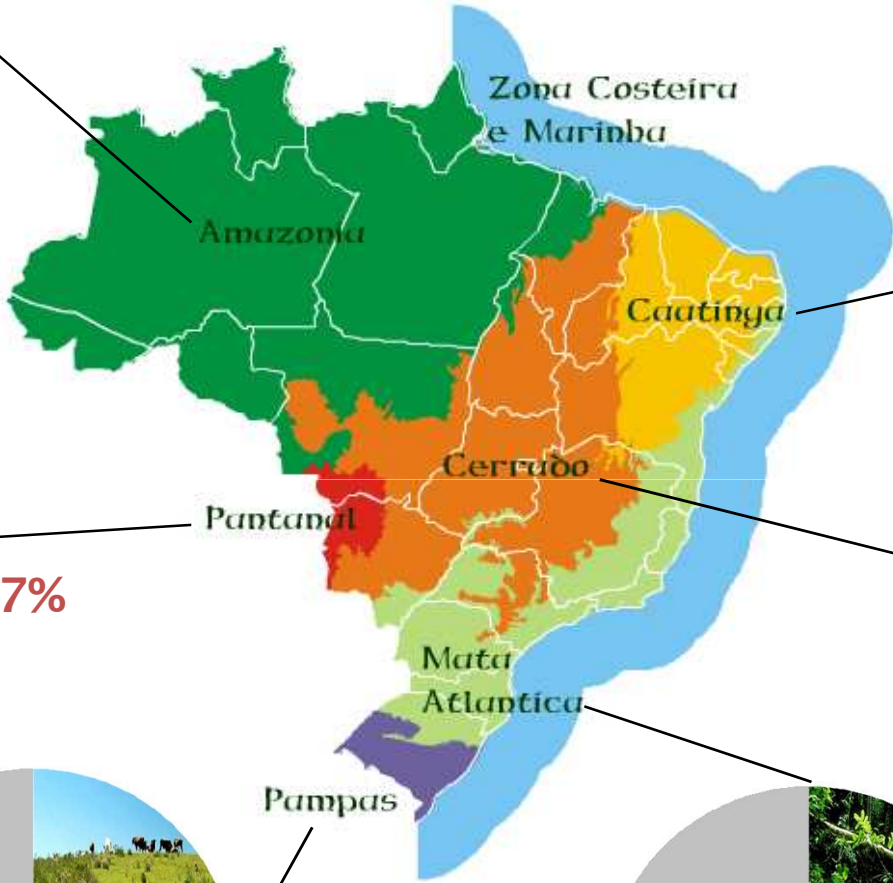 Zona Costeira
e Marinha
Amazonia
Caatinga
Cerrado
Pantanal
7%
Mata
Atlantica
Pampas